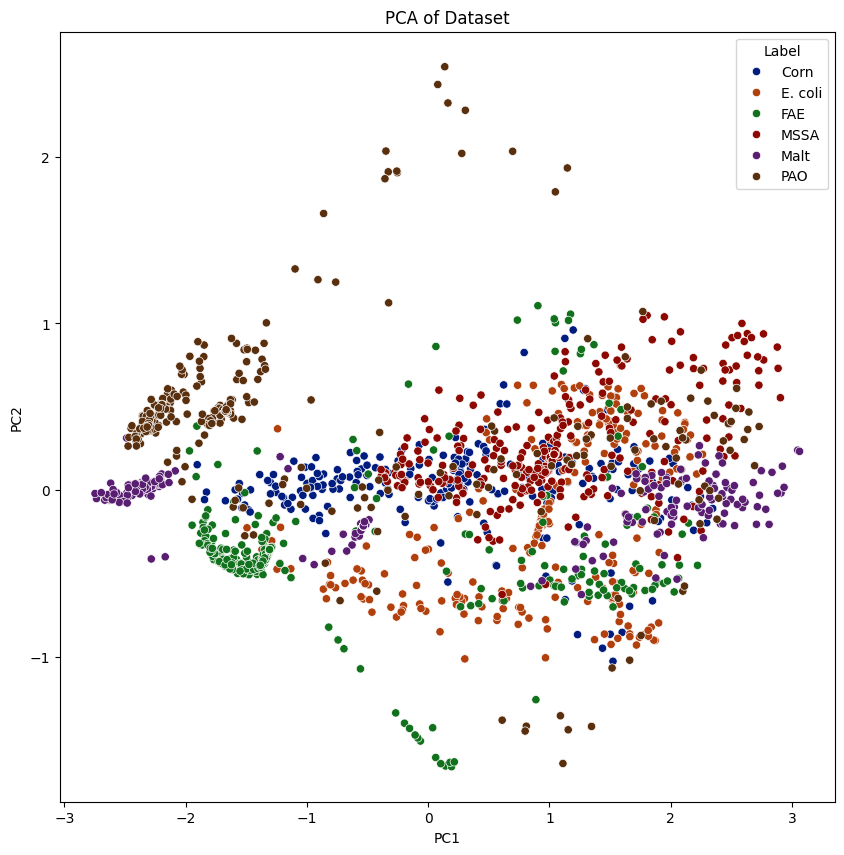 PCA of Dataset
Label
Corn
E. coli
FAE
MSSA
Malt
PAO
PC2
2
1
0
−1
−3
−2
−1
0
1
2
3
PC1